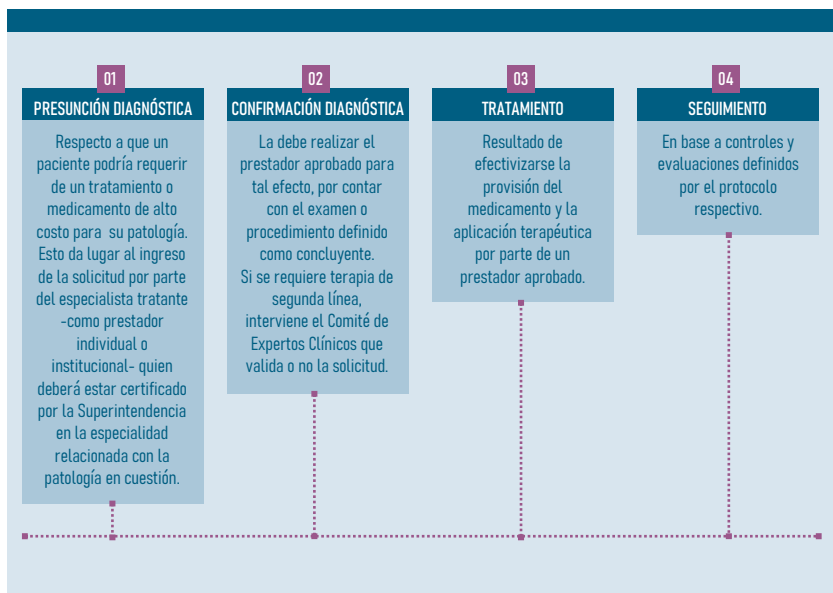 01
PRESUNCIÓN DIAGNÓSTICA
Respecto a que un
paciente podría requerir
de un tratamiento o
medicamento de alto
costo para su patología.
Esto da lugar al ingreso
de la solicitud por parte
del especialista tratante
-como prestador
individual o
institucional- quien
deberá estar certificado
por la Superintendencia
en la especialidad
relacionada con la
patología en cuestión.
02
CONFIRMACIÓN DIAGNÓSTICA
La debe realizar el
prestador aprobado para
tal efecto, por contar
con el examen o
procedimiento definido
como concluyente.
Si se requiere terapia de
segunda línea,
interviene el Comité de
Expertos Clínicos que
valida o no la solicitud.
03
TRATAMIENTO
Resultado de
efectivizarse la
provisión del
medicamento y la
aplicación terapéutica
por parte de un
prestador aprobado.
04
SEGUIMIENTO
En base a controles y
evaluaciones definidos
por el protocolo
respectivo.